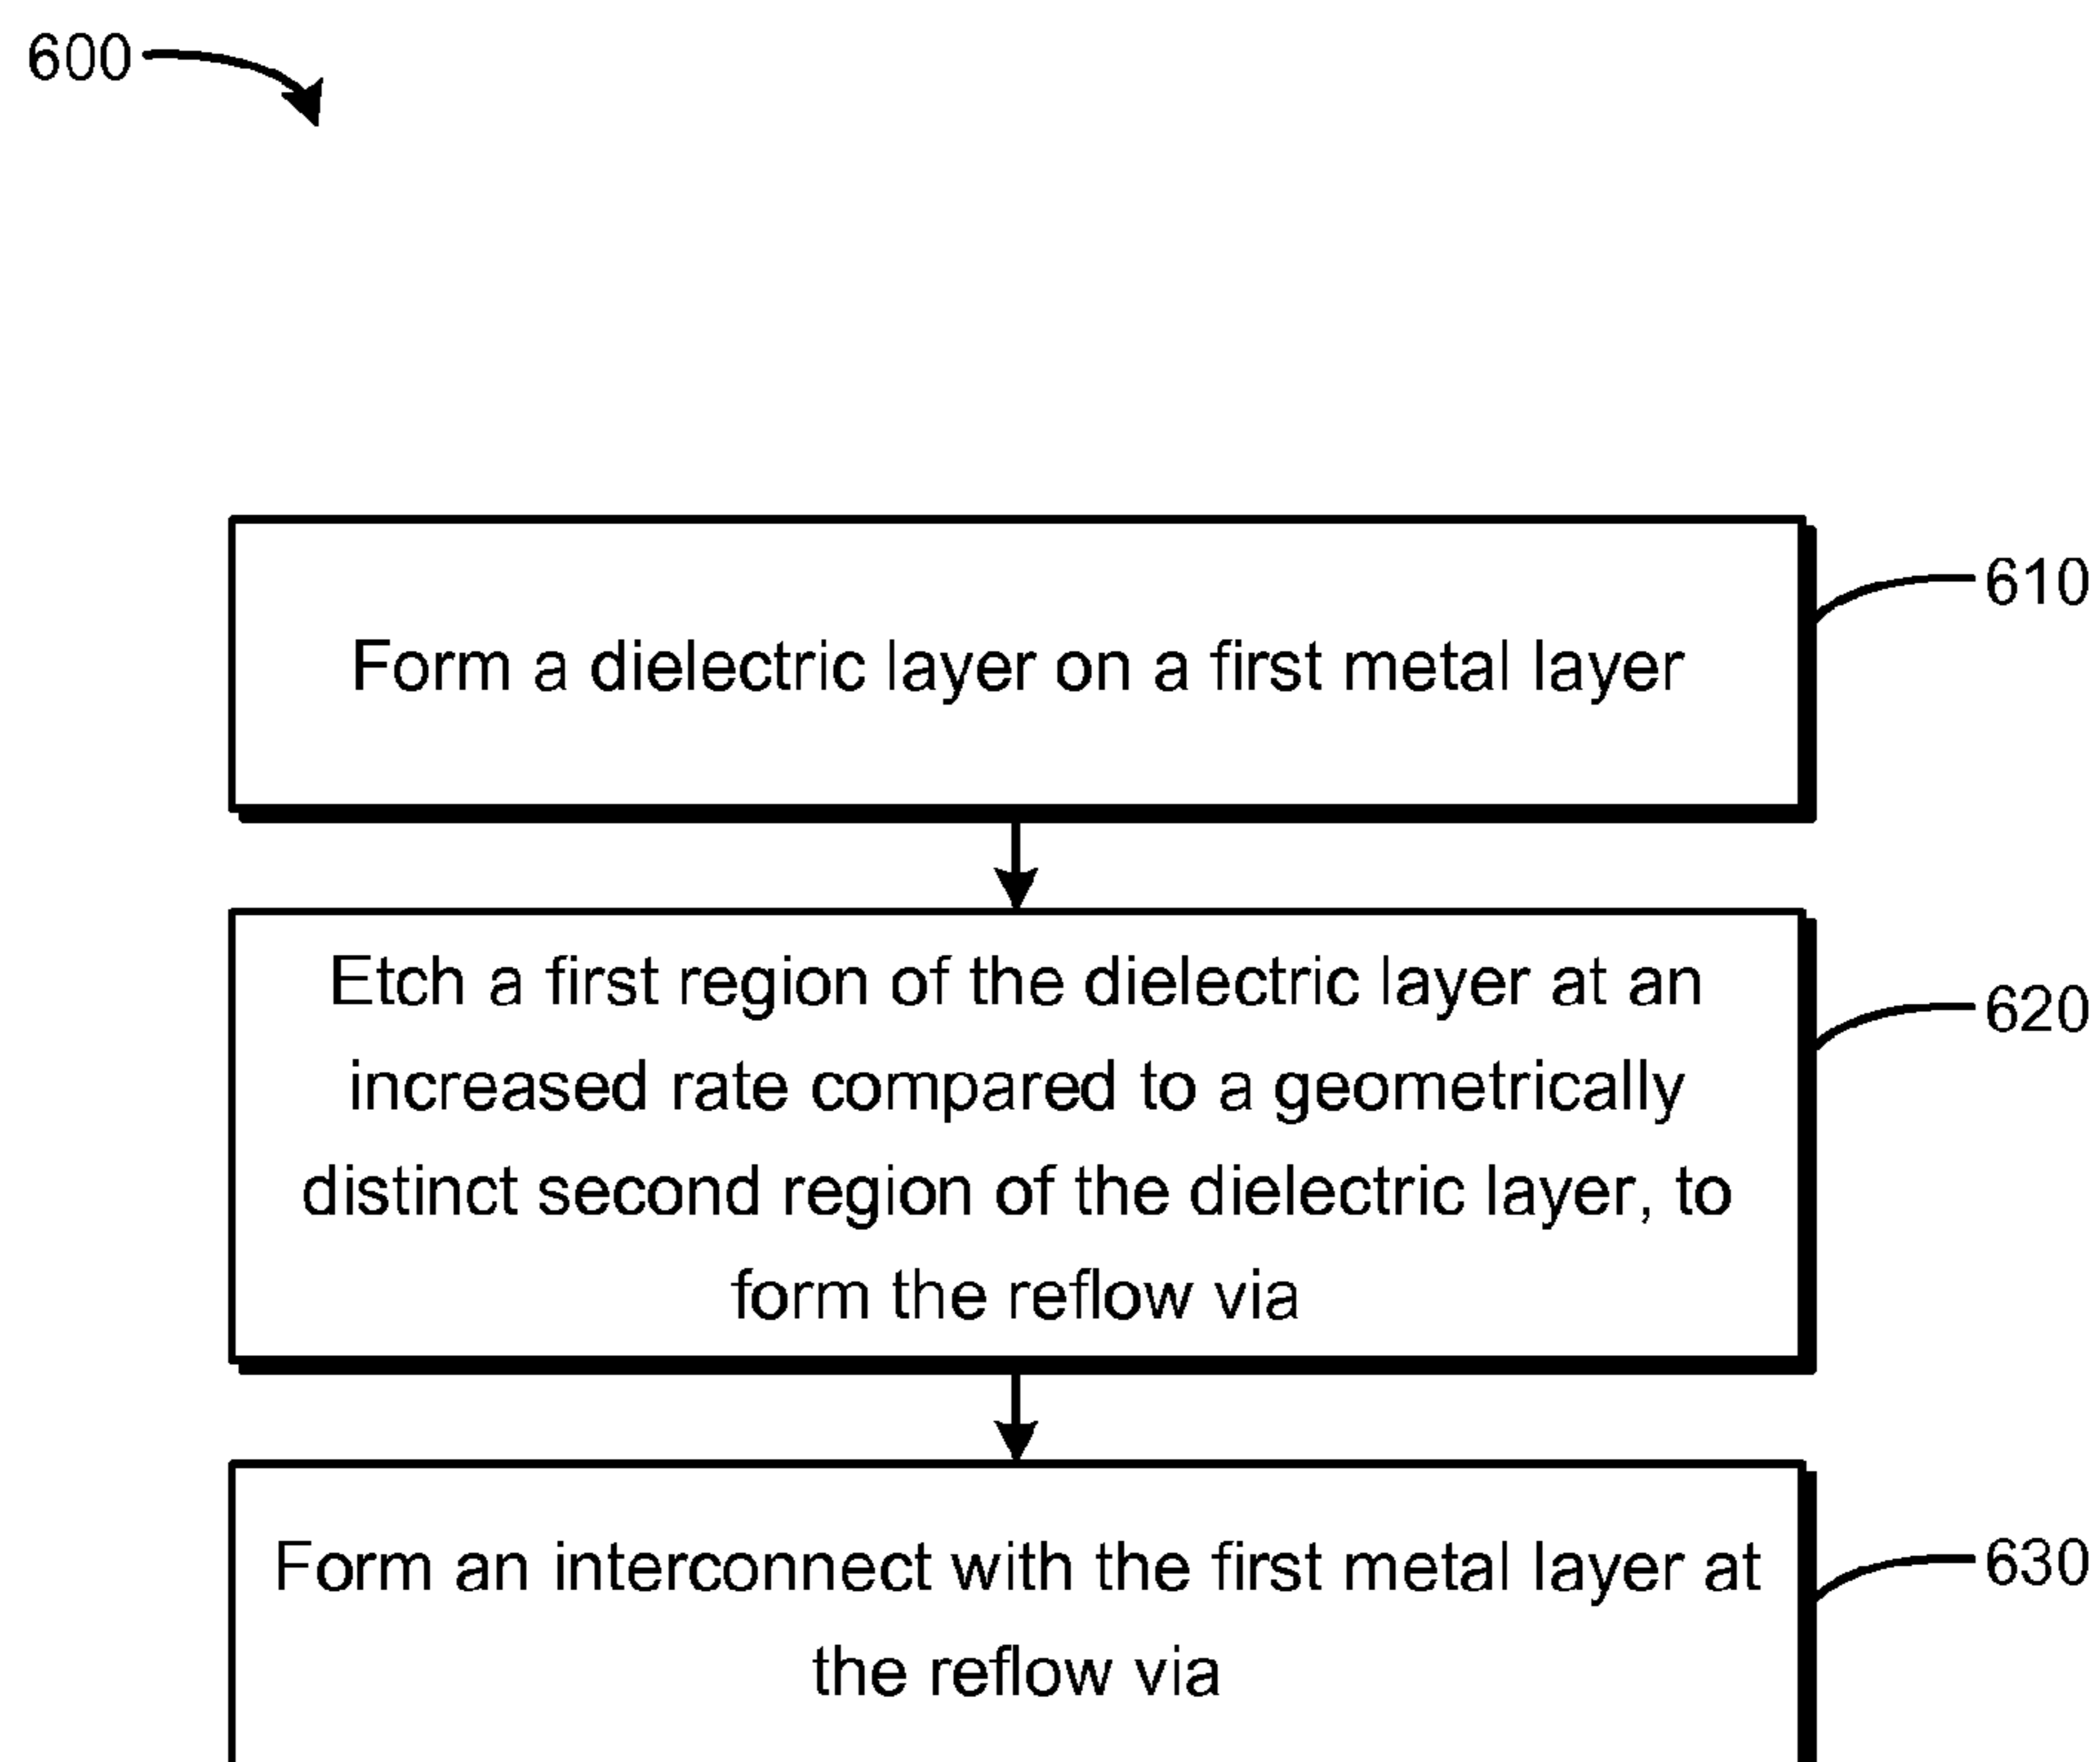 600
610
Form a dielectric layer on a first metal layer
Etch a first region of the dielectric layer at an
620
increased rate compared to a geometrically
distinct second region of the dielectric layer, to
form the reflow via
630
Form an interconnect with the first metal layer at
the reflow via